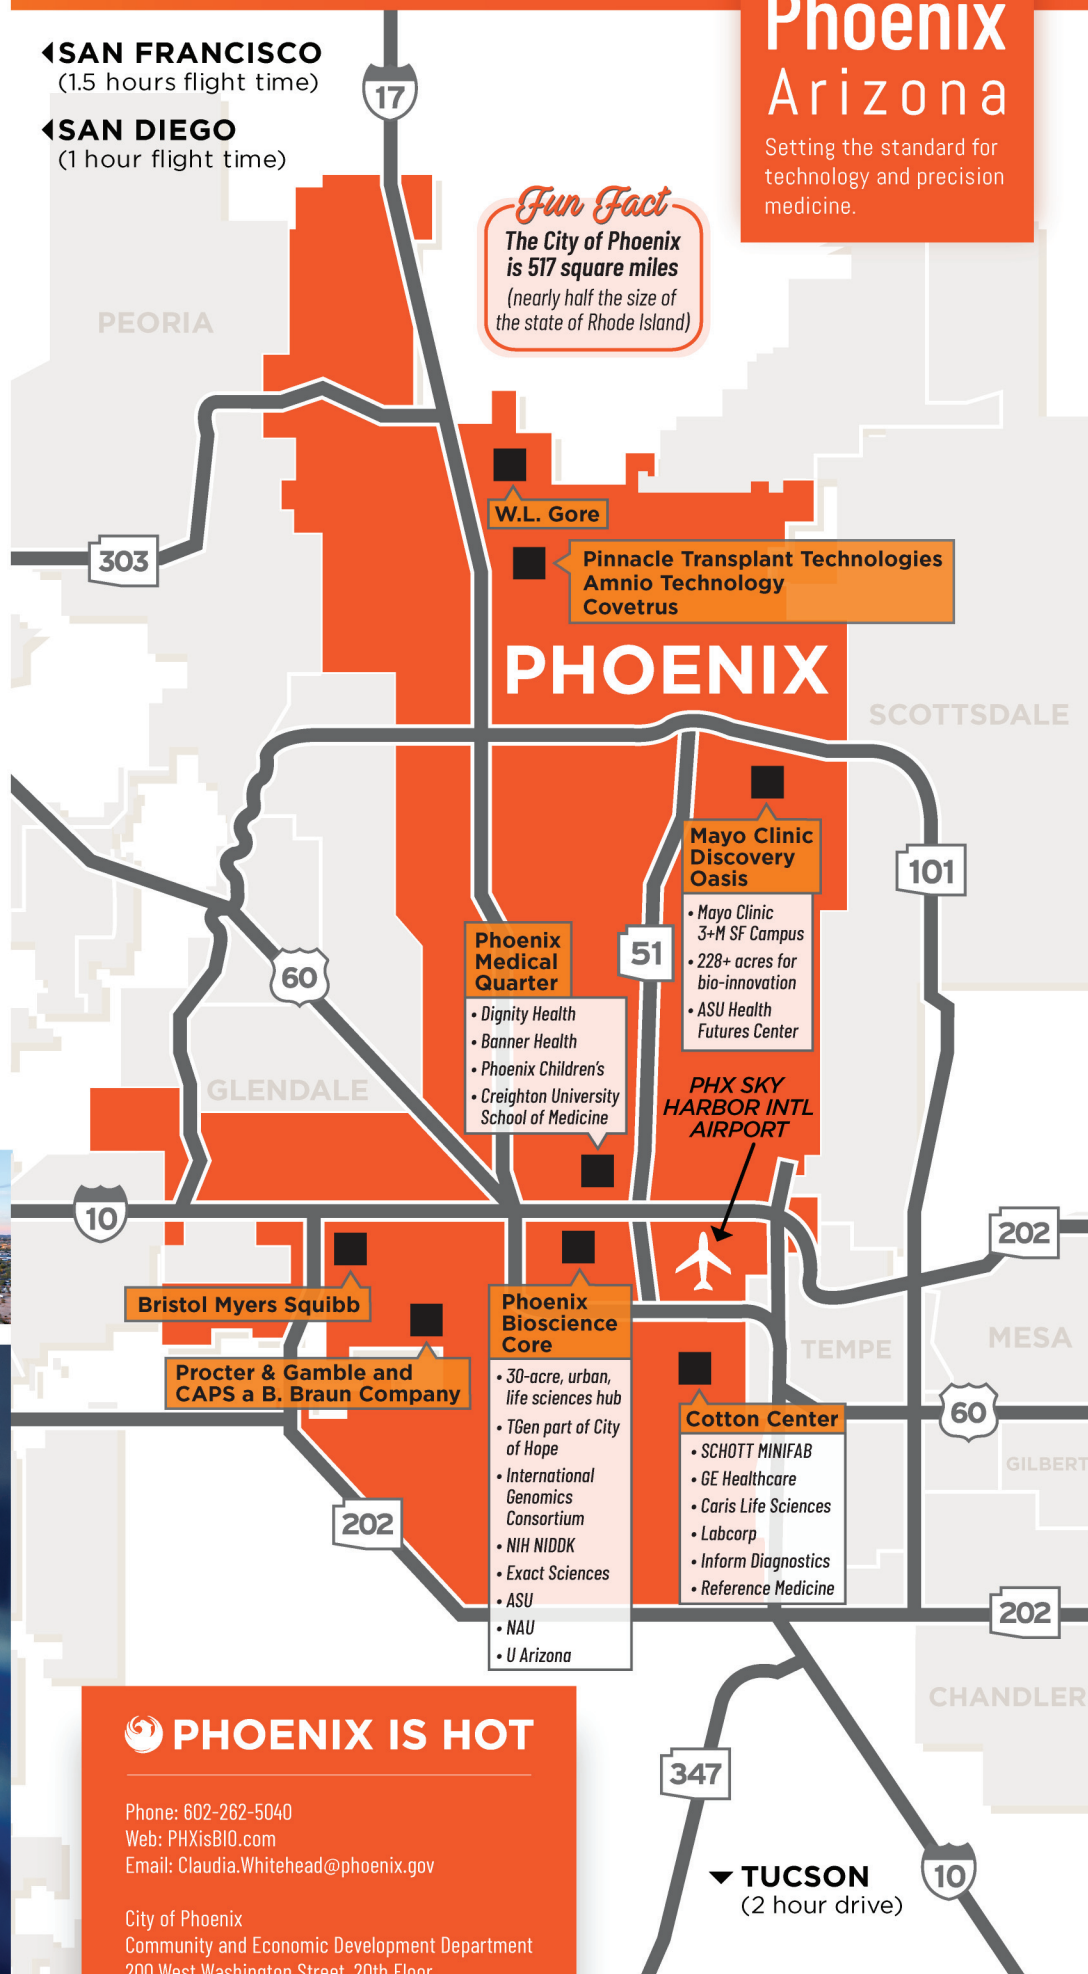 Phoenix
Arizona
Setting the standard for
technology and precision
medicine.
SAN FRANCISCO
(1.5 hours flight time)
SAN DIEGO
(1 hour flight time)
17
Fun Fact
The City of Phoenix
is 517 square miles
(nearly half the size of
the state of Rhode Island)
PEORIA
303
W.L. Gore
Pinnacle Transplant Technologies
Amnio Technology
Covetrus
PHOENIX
SCOTTSDALE
Mayo Clinic
Discovery
Oasis
• Mayo Clinic
3+M SF Campus
• 228+ acres for
bio-innovation
• ASU Health
Futures Center
101
51
60
Phoenix
Medical
Quarter
• Dignity Health
• Banner Health
• Phoenix Children's
• Creighton University
School of Medicine
GLENDALE
PHX SKY
HARBOR INTL
AIRPORT
10
202
Bristol Myers Squibb
Procter & Gamble and
CAPS a B. Braun Company
Phoenix
Bioscience
Core
• 30-acre, urban,
life sciences hub
• TGen part of City
of Hope
• International
Genomics
Consortium
• NIH NIDDK
• Exact Sciences
• ASU
• NAU
• U Arizona
TEMPE
MESA
Cotton Center
• SCHOTT MINIFAB
• GE Healthcare
• Caris Life Sciences
• Labcorp
• Inform Diagnostics
• Reference Medicine
60
GILBERT
202
202
CHANDLER
PHOENIX IS HOT
Phone: 602-262-5040
Web: PHXisBIO.com
Email: Claudia.Whitehead@phoenix.gov
City of Phoenix
Community and Economic Development Department
200 West Washington Street, 20th Floor
347
TUCSON
(2 hour drive)
10